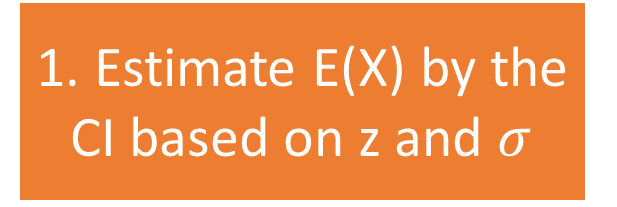 1. Estimate E(X) by the
CI based on z and 𝜎